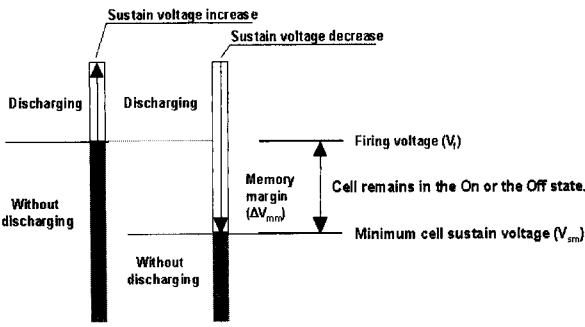 Sustain voltage increase
Sustain voltage decrease
Discharging
Discharging
Firing voltage (Vf)
Without
discharging
Memory
margin
(ΔVmm)
Cell remains in the On or the Off state.
Minimum cell sustain voltage (Vsm)
Without
discharging